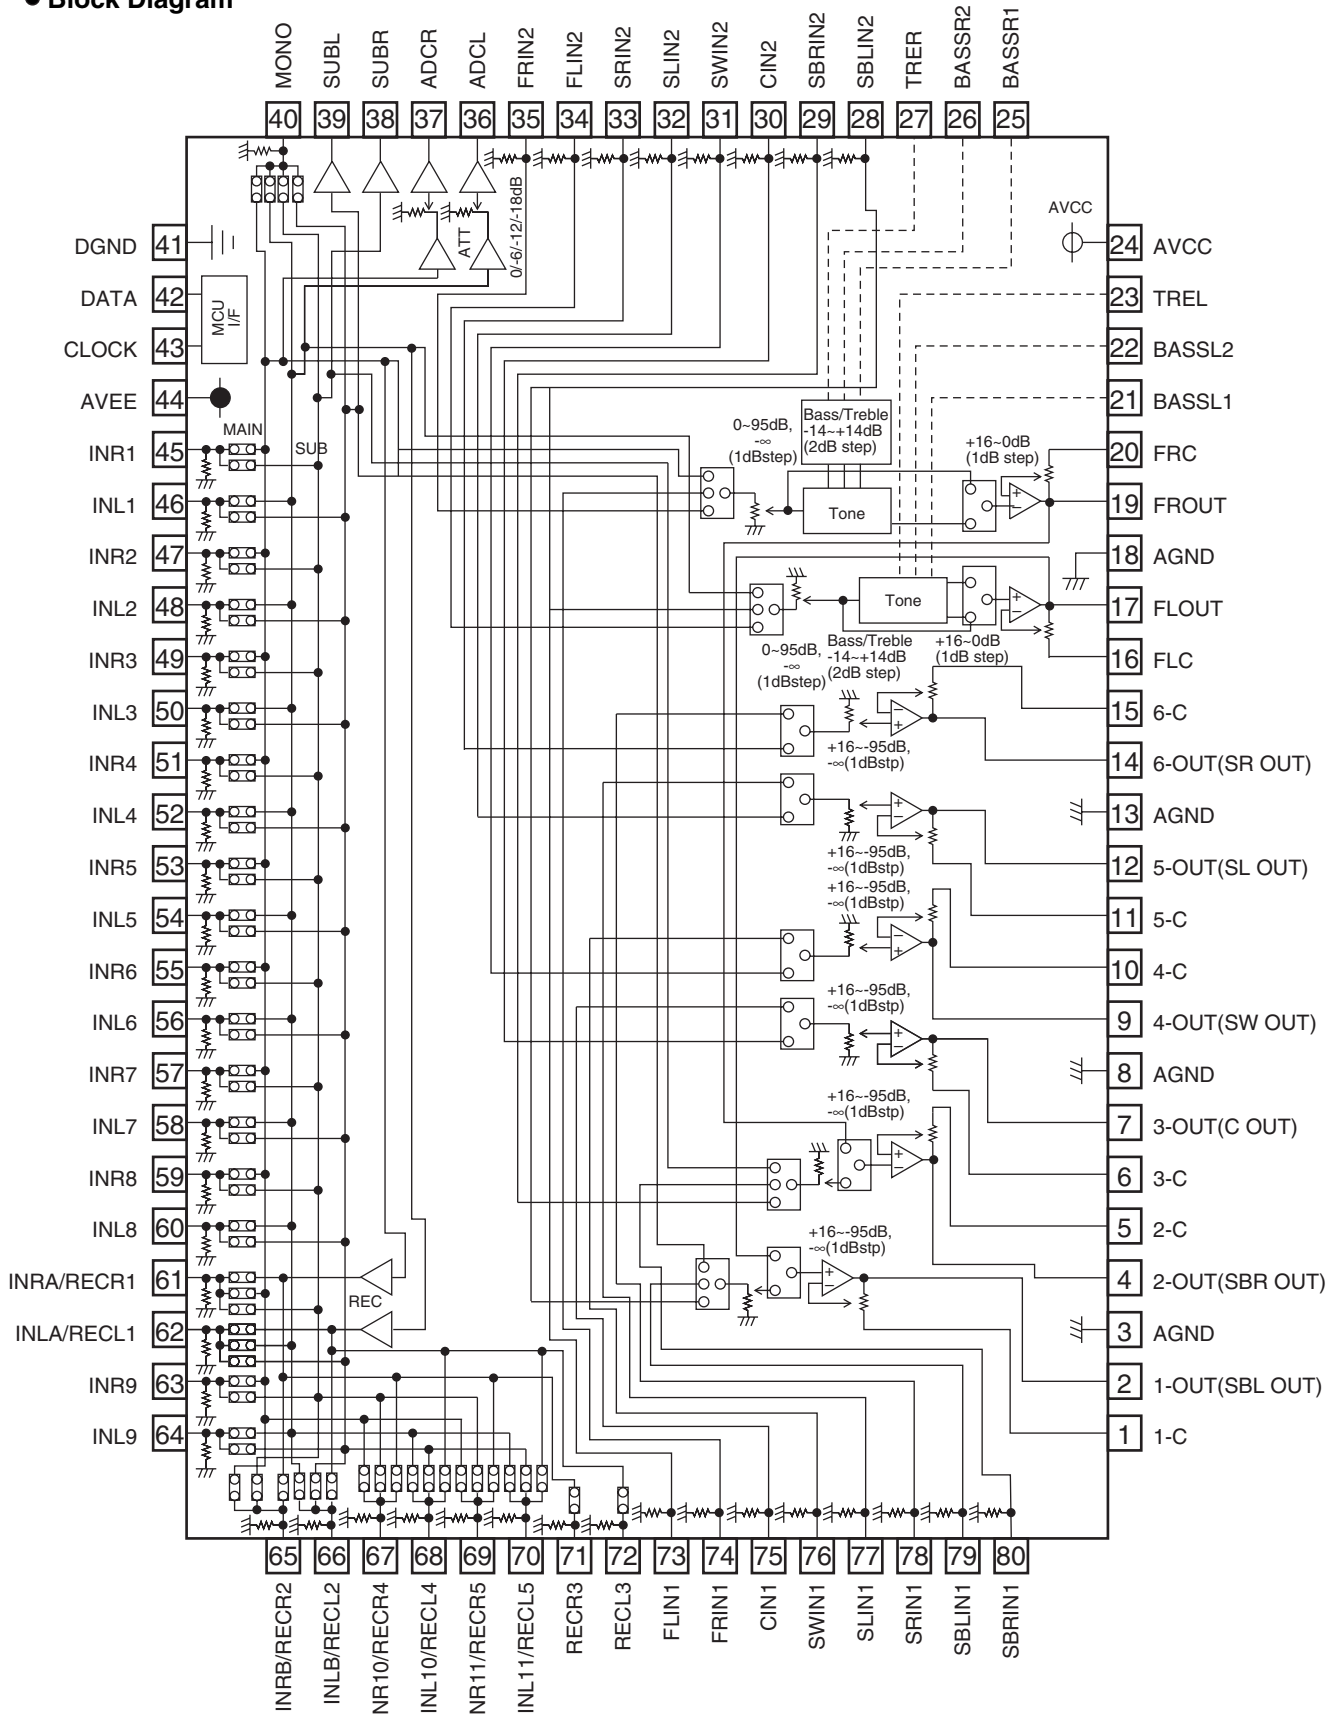 ● Block Diagram
MONO
SUBL
SUBR
ADCR
ADCL
FRIN2
FLIN2
SRIN2
SLIN2
SWIN2
CIN2
SBRIN2
SBLIN2
TRER
BASSR2
BASSR1
40
39
38
37
36
35
34
33
32
31
30
29
28
27
26
25
ATT
0/-6/-12/-18dB
AVCC
DGND 41
DATA 42
MCU
I/F
CLOCK 43
AVEE 44
MAIN
SUB
INR1 45
INL1 46
INR2 47
INL2 48
INR3 49
INL3 50
INR4 51
INL4 52
INR5 53
INL5 54
INR6 55
INL6 56
INR7 57
INL7 58
INR8 59
INL8 60
INRA/RECR1 61
REC
INLA/RECL1 62
INR9 63
INL9 64
24 AVCC
23 TREL
22 BASSL2
21 BASSL1
20 FRC
19 FROUT
18 AGND
17 FLOUT
16 FLC
15 6-C
14 6-OUT(SR OUT)
13 AGND
12 5-OUT(SL OUT)
11 5-C
10 4-C
9 4-OUT(SW OUT)
8 AGND
7 3-OUT(C OUT)
6 3-C
5 2-C
4 2-OUT(SBR OUT)
3 AGND
2 1-OUT(SBL OUT)
1 1-C
0~95dB,
-∞
(1dBstep)
Bass/Treble
-14~+14dB
(2dB step)
+16~0dB
(1dB step)
Tone
Tone
0~95dB,
-∞
(1dBstep)
Bass/Treble
-14~+14dB
(2dB step)
+16~0dB
(1dB step)
+16~-95dB,
-∞(1dBstp)
+16~-95dB,
-∞(1dBstp)
+16~-95dB,
-∞(1dBstp)
+16~-95dB,
-∞(1dBstp)
+16~-95dB,
-∞(1dBstp)
+16~-95dB,
-∞(1dBstp)
65
66
67
68
69
70
71
72
73
74
75
76
77
78
79
80
INRB/RECR2
INLB/RECL2
NR10/RECR4
INL10/RECL4
NR11/RECR5
INL11/RECL5
RECR3
RECL3
FLIN1
FRIN1
CIN1
SWIN1
SLIN1
SRIN1
SBLIN1
SBRIN1